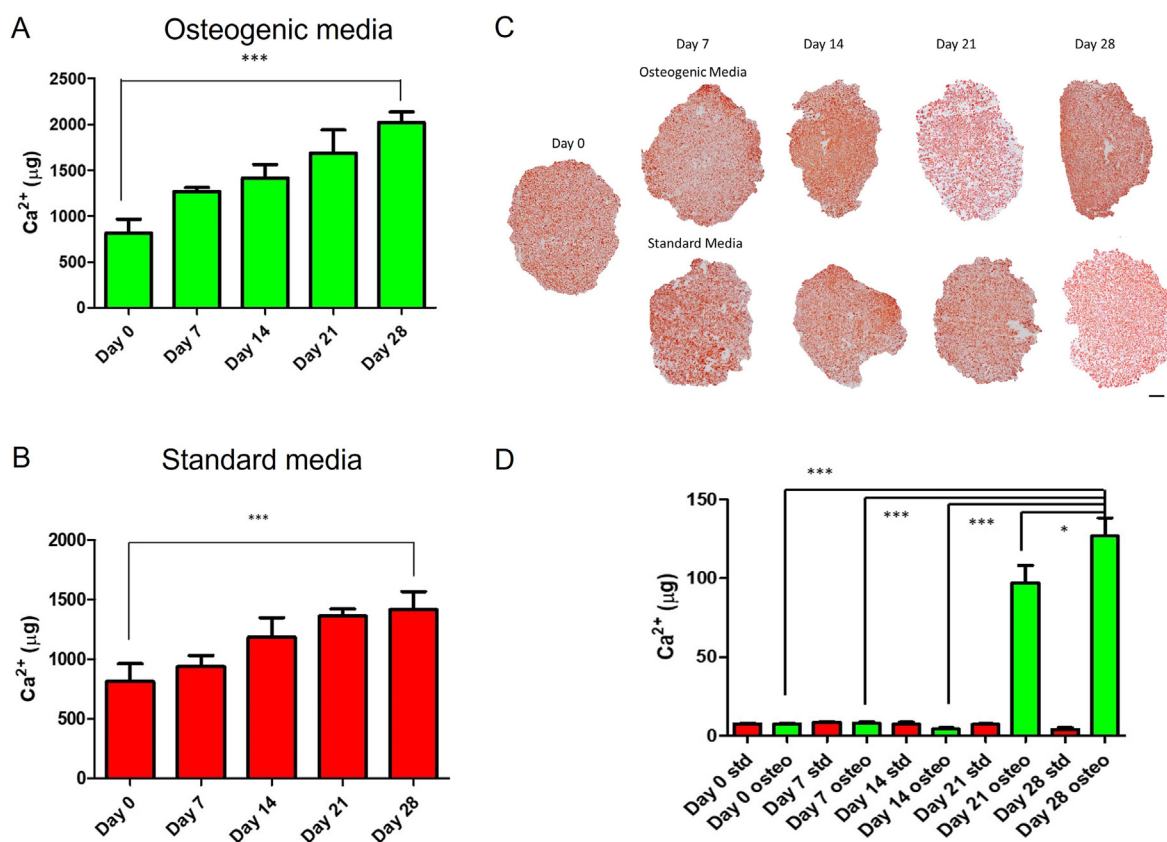 A
Osteogenic media
***
2500
2000
1500
1000
500
0
Ca²⁺ (µg)
Day 0
Day 7
Day 14
Day 21
Day 28
C
Day 7
Day 14
Day 21
Day 28
Osteogenic Media
Day 0
Standard Media
B
Standard media
***
2000
1500
1000
500
0
Ca²⁺ (µg)
Day 0
Day 7
Day 14
Day 21
Day 28
D
***
***
***
*
150
100
50
0
Ca²⁺ (µg)
Day 0 std
Day 0 osteo
Day 7 std
Day 7 osteo
Day 14 std
Day 14 osteo
Day 21 std
Day 21 osteo
Day 28 std
Day 28 osteo